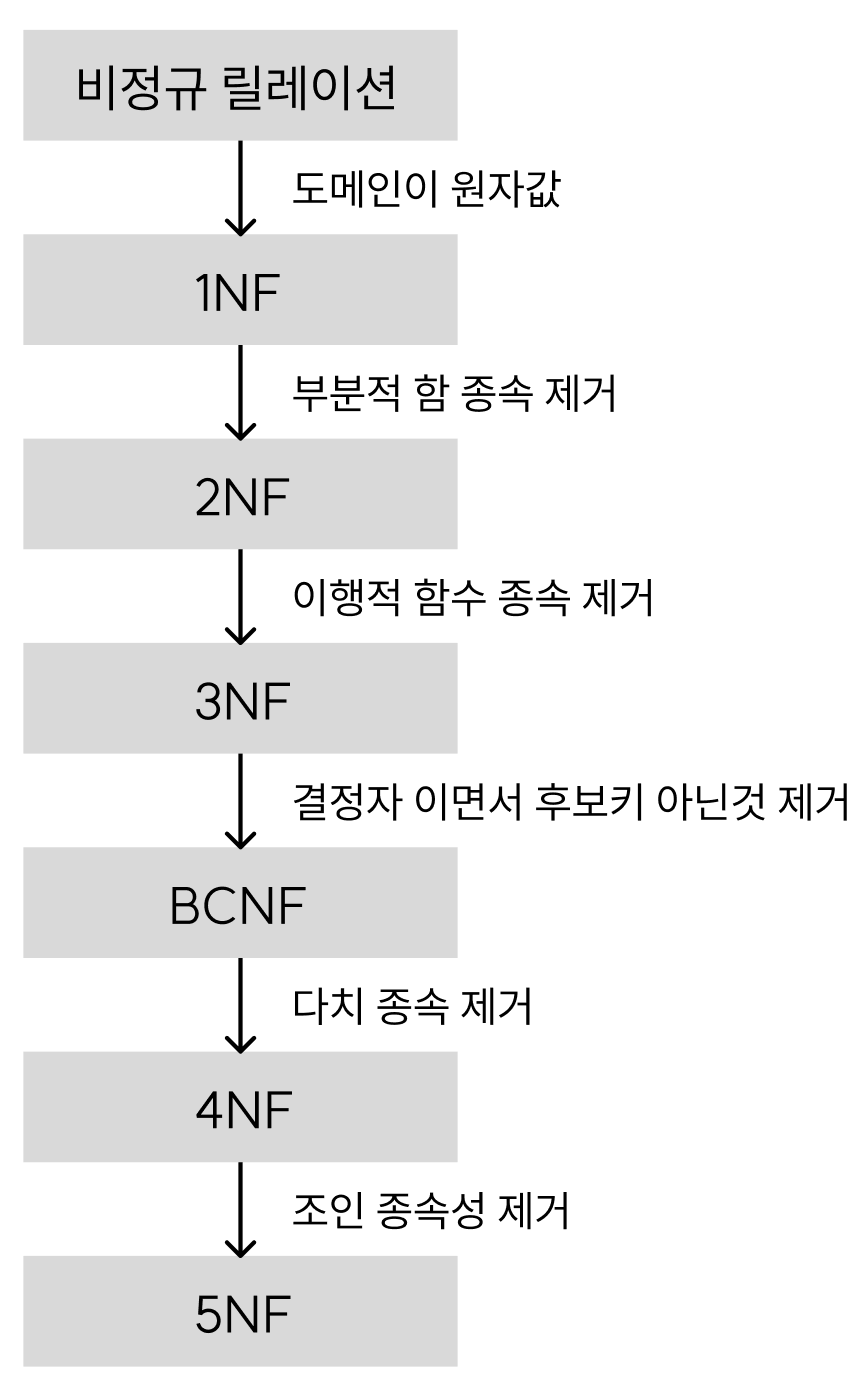 비정규 릴레이션
도메인이 원자값
1NF
부분적 함 종속 제거
2NF
이행적 함수 종속 제거
3NF
결정자 이면서 후보키 아닌것 제거
BCNF
다치 종속 제거
4NF
조인 종속성 제거
5NF